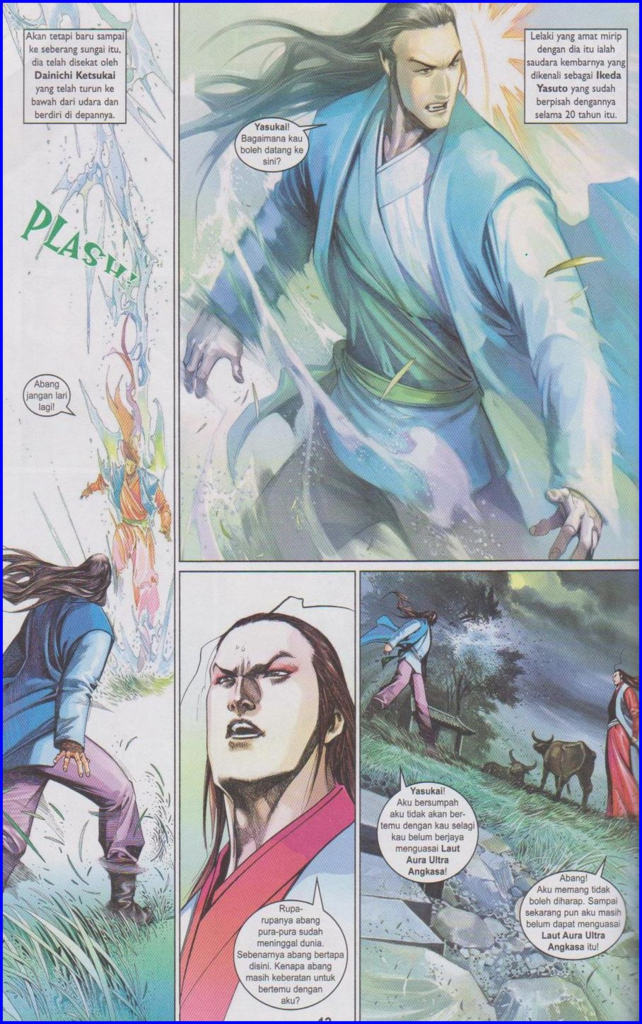 Akan tetapi baru sampai
ke seberang sungai itu,
dia telah disekat oleh
Dainichi Ketsukai
yang telah turun ke
bawah dari udara dan
berdiri di depannya.
PLASH!
Abang
jangan lari
lagi!
Yasukai!
Bagaimana kau
boleh datang ke
sini?
Lelaki yang amat mirip
dengan dia itu ialah
saudara kembarnya yang
dikenali sebagai Ikeda
Yasuto yang sudah
berpisah dengannya
selama 20 tahun itu.
Rupa-
rupanya abang
pura-pura sudah
meninggal dunia.
Sebenarnya abang bertapa
disini. Kenapa abang
masih keberatan untuk
bertemu dengan
aku?
Yasukai!
Aku bersumpah
aku tidak akan ber-
temu dengan kau selagi
kau belum berjaya
menguasai Laut
Aura Ultra
Angkasa!
Abang!
Aku memang tidak
boleh diharap. Sampai
sekarang pun aku masih
belum dapat menguasai
Laut Aura Ultra
Angkasa itu!